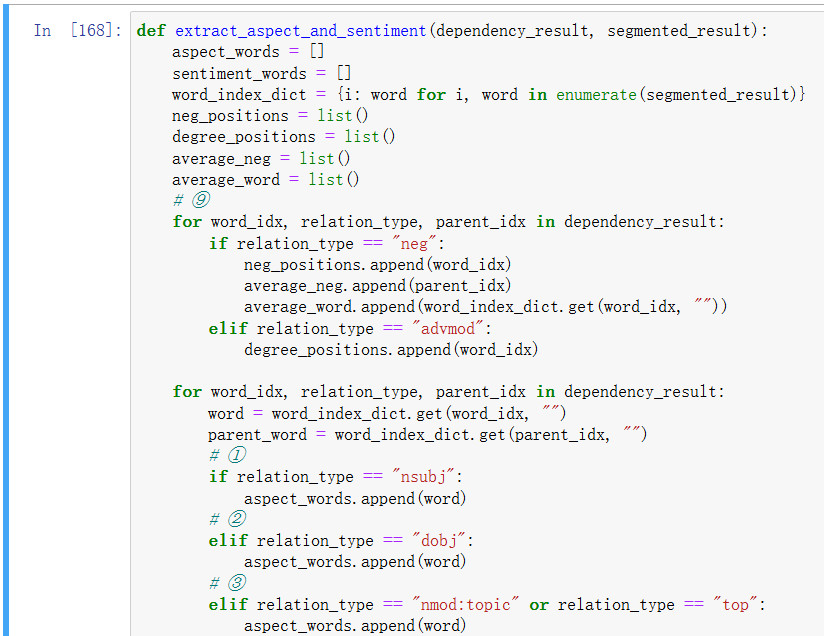 In [168]: def extract_aspect_and_sentiment(dependency_result, segmented_result):
    aspect_words = []
    sentiment_words = []
    word_index_dict = {i: word for i, word in enumerate(segmented_result)}
    neg_positions = list()
    degree_positions = list()
    average_neg = list()
    average_word = list()
    # ⑨
    for word_idx, relation_type, parent_idx in dependency_result:
        if relation_type == "neg":
            neg_positions.append(word_idx)
            average_neg.append(parent_idx)
            average_word.append(word_index_dict.get(word_idx, ""))
        elif relation_type == "advmod":
            degree_positions.append(word_idx)

    for word_idx, relation_type, parent_idx in dependency_result:
        word = word_index_dict.get(word_idx, "")
        parent_word = word_index_dict.get(parent_idx, "")
        # ①
        if relation_type == "nsubj":
            aspect_words.append(word)
        # ②
        elif relation_type == "dobj":
            aspect_words.append(word)
        # ③
        elif relation_type == "nmod:topic" or relation_type == "top":
            aspect_words.append(word)